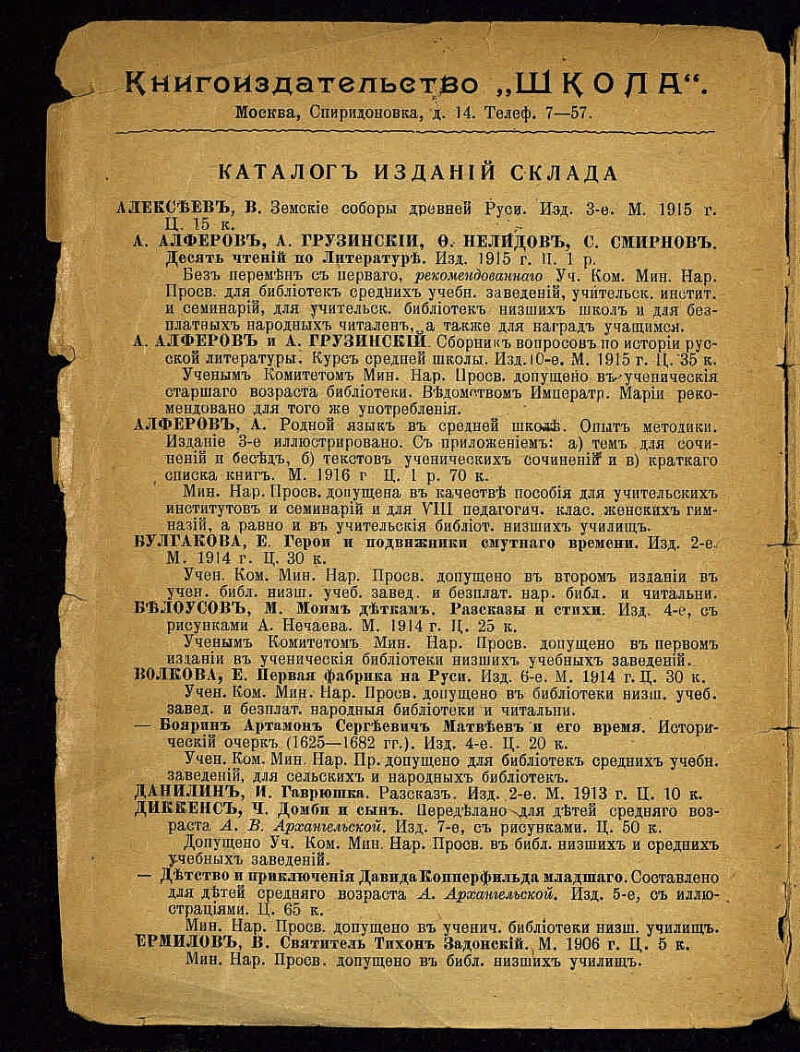 Книгоиздательство „ШКОЛА“.
Москва, Спиридоновка, д. 14. Телеф. 7—57.
КАТАЛОГЪ ИЗДАНІЙ СКЛАДА
АЛЕКСѢЕВЪ, В. Земскіе соборы древней Руси. Изд. 3-е. М. 1915 г.
Ц. 15 к.
А. АЛФЕРОВЪ, А. ГРУЗИНСКІЙ, Ѳ. НЕЛИДОВЪ, С. СМИРНОВЪ.
Десять чтеній по Литературѣ. Изд. 1915 г. Ц. 1 р.
Безъ перемѣнъ съ перваго, рекомендованнаго Уч. Ком. Мин. Нар.
Просв. для библіотекъ среднихъ учебн. заведеній, учительск. инстит.
и семинарій, для учительск. библіотекъ низшихъ школъ и для без-
платныхъ народныхъ читаленъ, а также для наградъ учащимся.
А. АЛФЕРОВЪ и А. ГРУЗИНСКІЙ. Сборникъ вопросовъ по исторіи рус-
ской литературы. Курсъ средней школы. Изд. 10-е. М. 1915 г. Ц. 35 к.
Ученымъ Комитетомъ Мин. Нар. Просв. допущено въ ученическія
старшаго возраста библіотеки. Вѣдомствомъ Императр. Маріи реко-
мендовано для того же употребленія.
АЛФЕРОВЪ, А. Родной языкъ въ средней школѣ. Опытъ методики.
Изданіе 3-е иллюстрировано. Съ приложеніемъ: а) темъ для сочи-
неній и бесѣдъ, б) текстовъ ученическихъ сочиненій и в) краткаго
списка книгъ. М. 1916 г Ц. 1 р. 70 к.
Мин. Нар. Просв. допущена въ качествѣ пособія для учительскихъ
институтовъ и семинарій и для VIII педагогич. клас. женскихъ гим-
назій, а равно и въ учительскія библіот. низшихъ училищъ.
БУЛГАКОВА, Е. Герои и подвижники смутнаго времени. Изд. 2-е.
М. 1914 г. Ц. 30 к.
Учен. Ком. Мин. Нар. Просв. допущено въ второмъ изданіи въ
учен. библ. низш. учеб. завед. и безплат. нар. библ. и читальни.
БѢЛОУСОВЪ, М. Моимъ дѣткамъ. Разсказы и стихи. Изд. 4-е, съ
рисунками А. Нечаева. М. 1914 г. Ц. 25 к.
Ученымъ Комитетомъ Мин. Нар. Просв. допущено въ первомъ
изданіи въ ученическія библіотеки низшихъ учебныхъ заведеній.
ВОЛКОВА, Е. Первая фабрика на Руси. Изд. 6-е. М. 1914 г. Ц. 30 к.
Учен. Ком. Мин. Нар. Просв. допущено въ библіотеки низш. учеб.
завед. и безплат. народныя библіотеки и читальни.
— Бояринъ Артамонъ Сергѣевичъ Матвѣевъ и его время. Истори-
ческій очеркъ (1625—1682 гг.). Изд. 4-е. Ц. 20 к.
Учен. Ком. Мин. Нар. Пр. допущено для библіотекъ среднихъ учебн.
заведеній, для сельскихъ и народныхъ библіотекъ.
ДАНИЛИНЪ, И. Гаврюшка. Разсказъ. Изд. 2-е. М. 1913 г. Ц. 10 к.
ДИККЕНСЪ, Ч. Домби и сынъ. Передѣлано для дѣтей средняго воз-
раста А. В. Архангельской. Изд. 7-е, съ рисунками. Ц. 50 к.
Допущено Уч. Ком. Мин. Нар. Просв. въ библ. низшихъ и среднихъ
учебныхъ заведеній.
— Дѣтство и приключенія Давида Копперфильда младшаго. Составлено
для дѣтей средняго возраста А. Архангельской. Изд. 5-е, съ иллю-
страціями. Ц. 65 к.
Мин. Нар. Просв. допущено въ ученич. библіотеки низш. училищъ.
ЕРМИЛОВЪ, В. Святитель Тихонъ Задонскій. М. 1906 г. Ц. 5 к.
Мин. Нар. Просв. допущено въ библ. низшихъ училищъ.